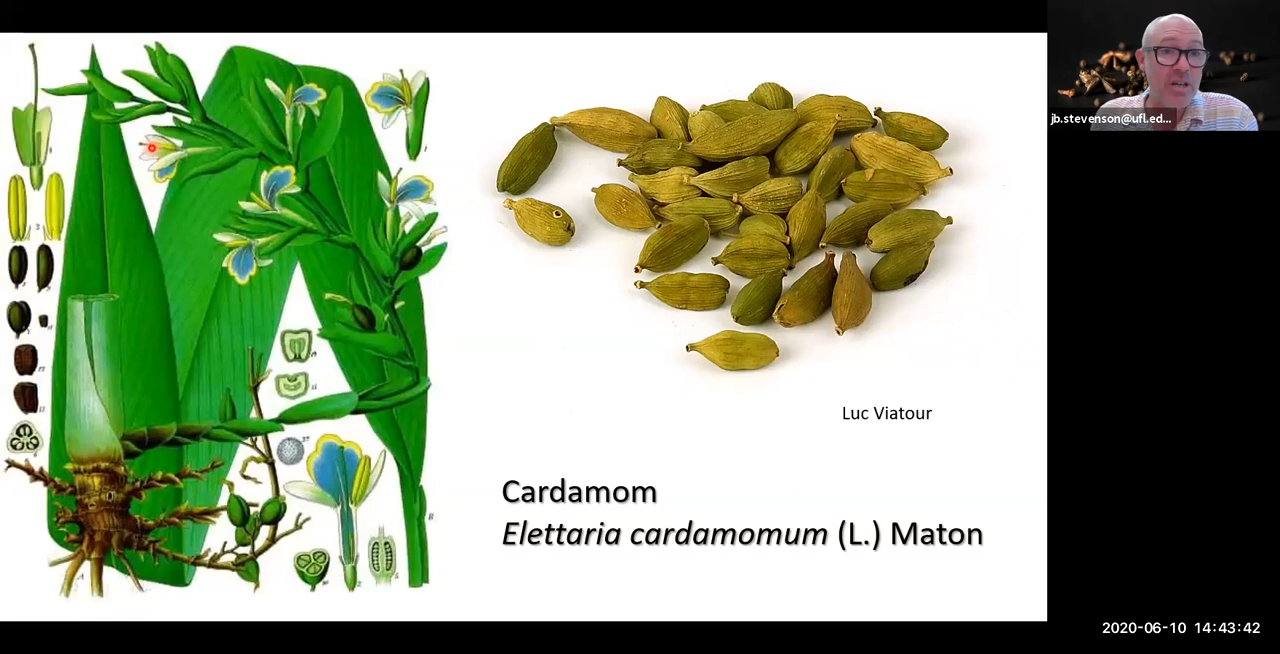 jb.stevenson@ufl.ed...
Luc Viatour
Cardamom
Elettaria cardamomum (L.) Maton
2020-06-10 14:43:42